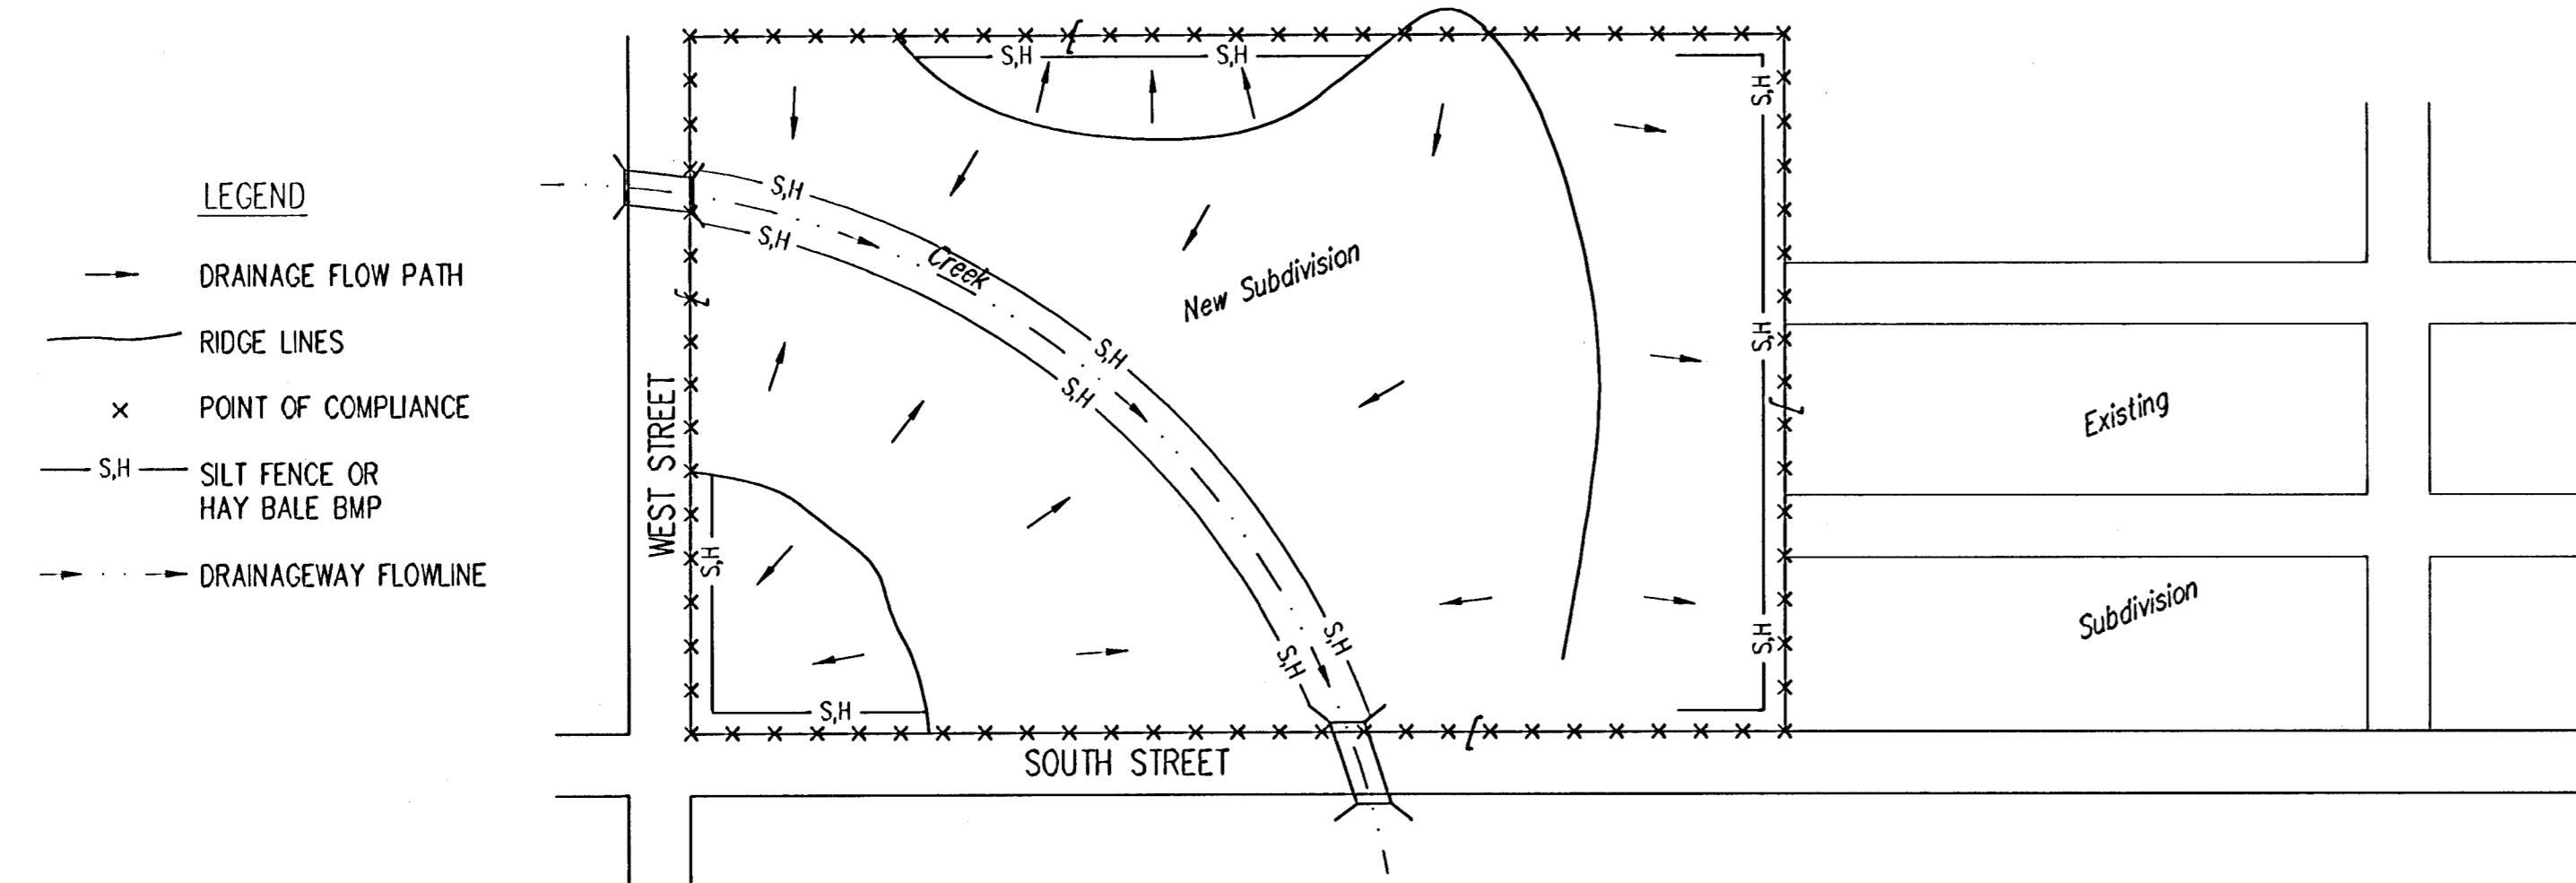 LEGEND
DRAINAGE FLOW PATH
RIDGE LINES
POINT OF COMPLIANCE
S,H
SILT FENCE OR
HAY BALE BMP
DRAINAGEWAY FLOWLINE
S,H
S,H
S,H
S,H
S,H
Creek
New Subdivision
S,H
S,H
S,H
WEST STREET
Existing
S,H
S,H
S,H
S,H
S,H
Subdivision
SOUTH STREET